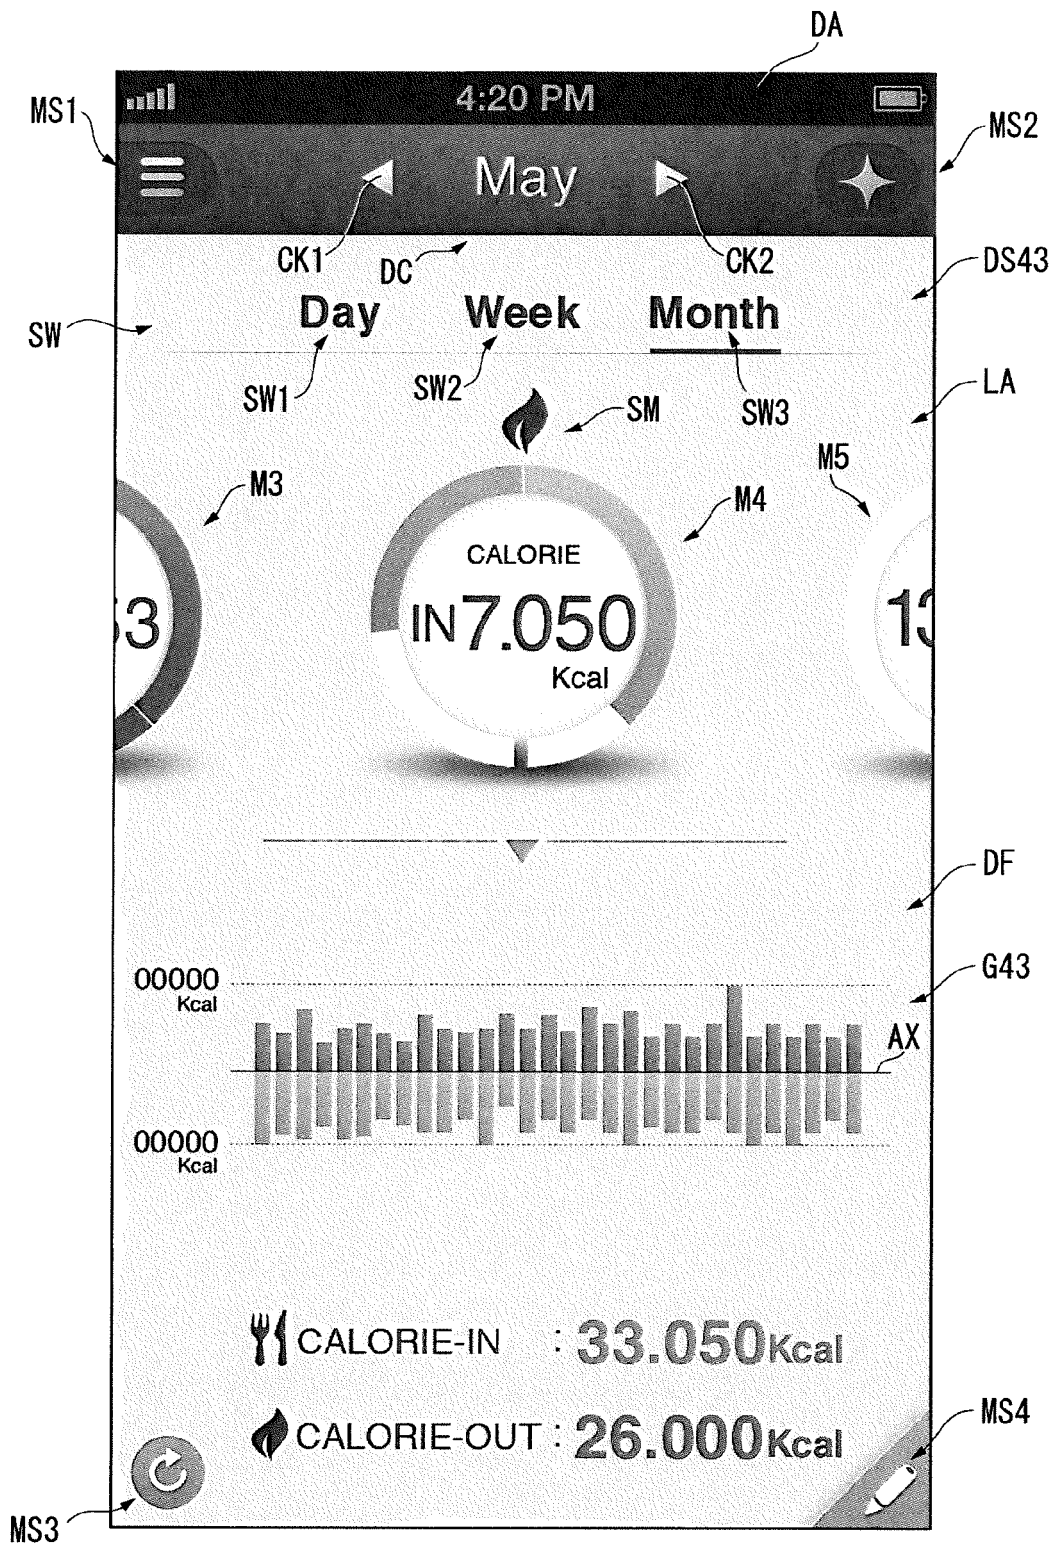 DA
4:20 PM
MS1
MS2
May
CK1
DC
CK2
DS43
Day Week Month
SW
SW1
SW2
SW3
LA
SM
M5
M3
M4
CALORIE
63
IN7.050
13
Kcal
DF
G43
00000
Kcal
AX
00000
Kcal
CALORIE-IN : 33.050Kcal
CALORIE-OUT : 26.000Kcal
MS4
MS3